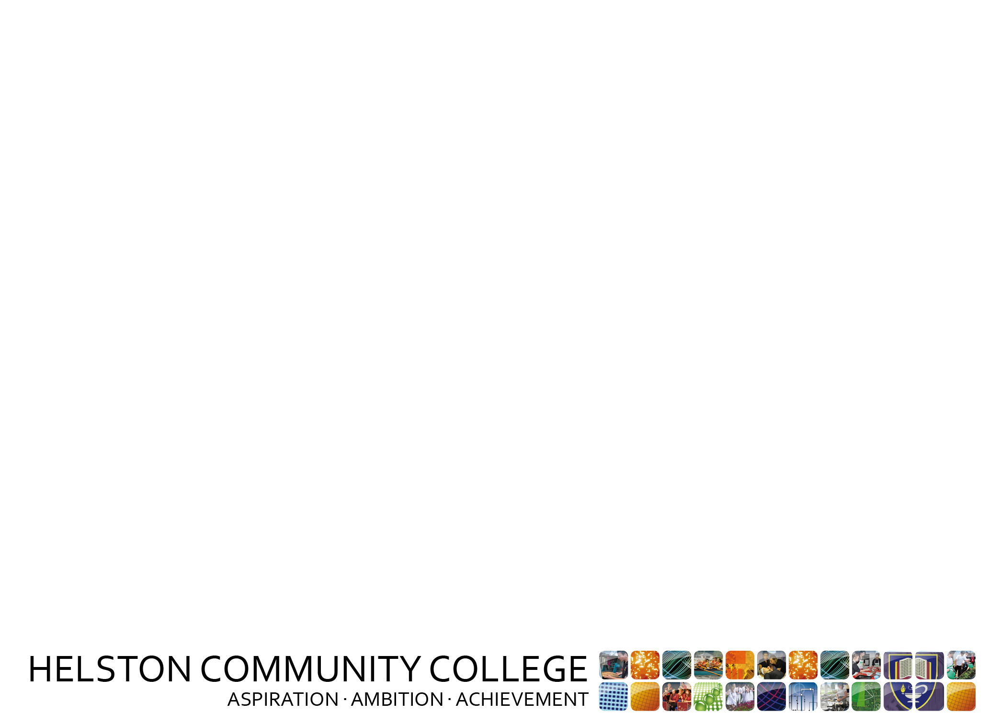 HELSTON COMMUNITY COLLEGE
ASPIRATION · AMBITION · ACHIEVEMENT